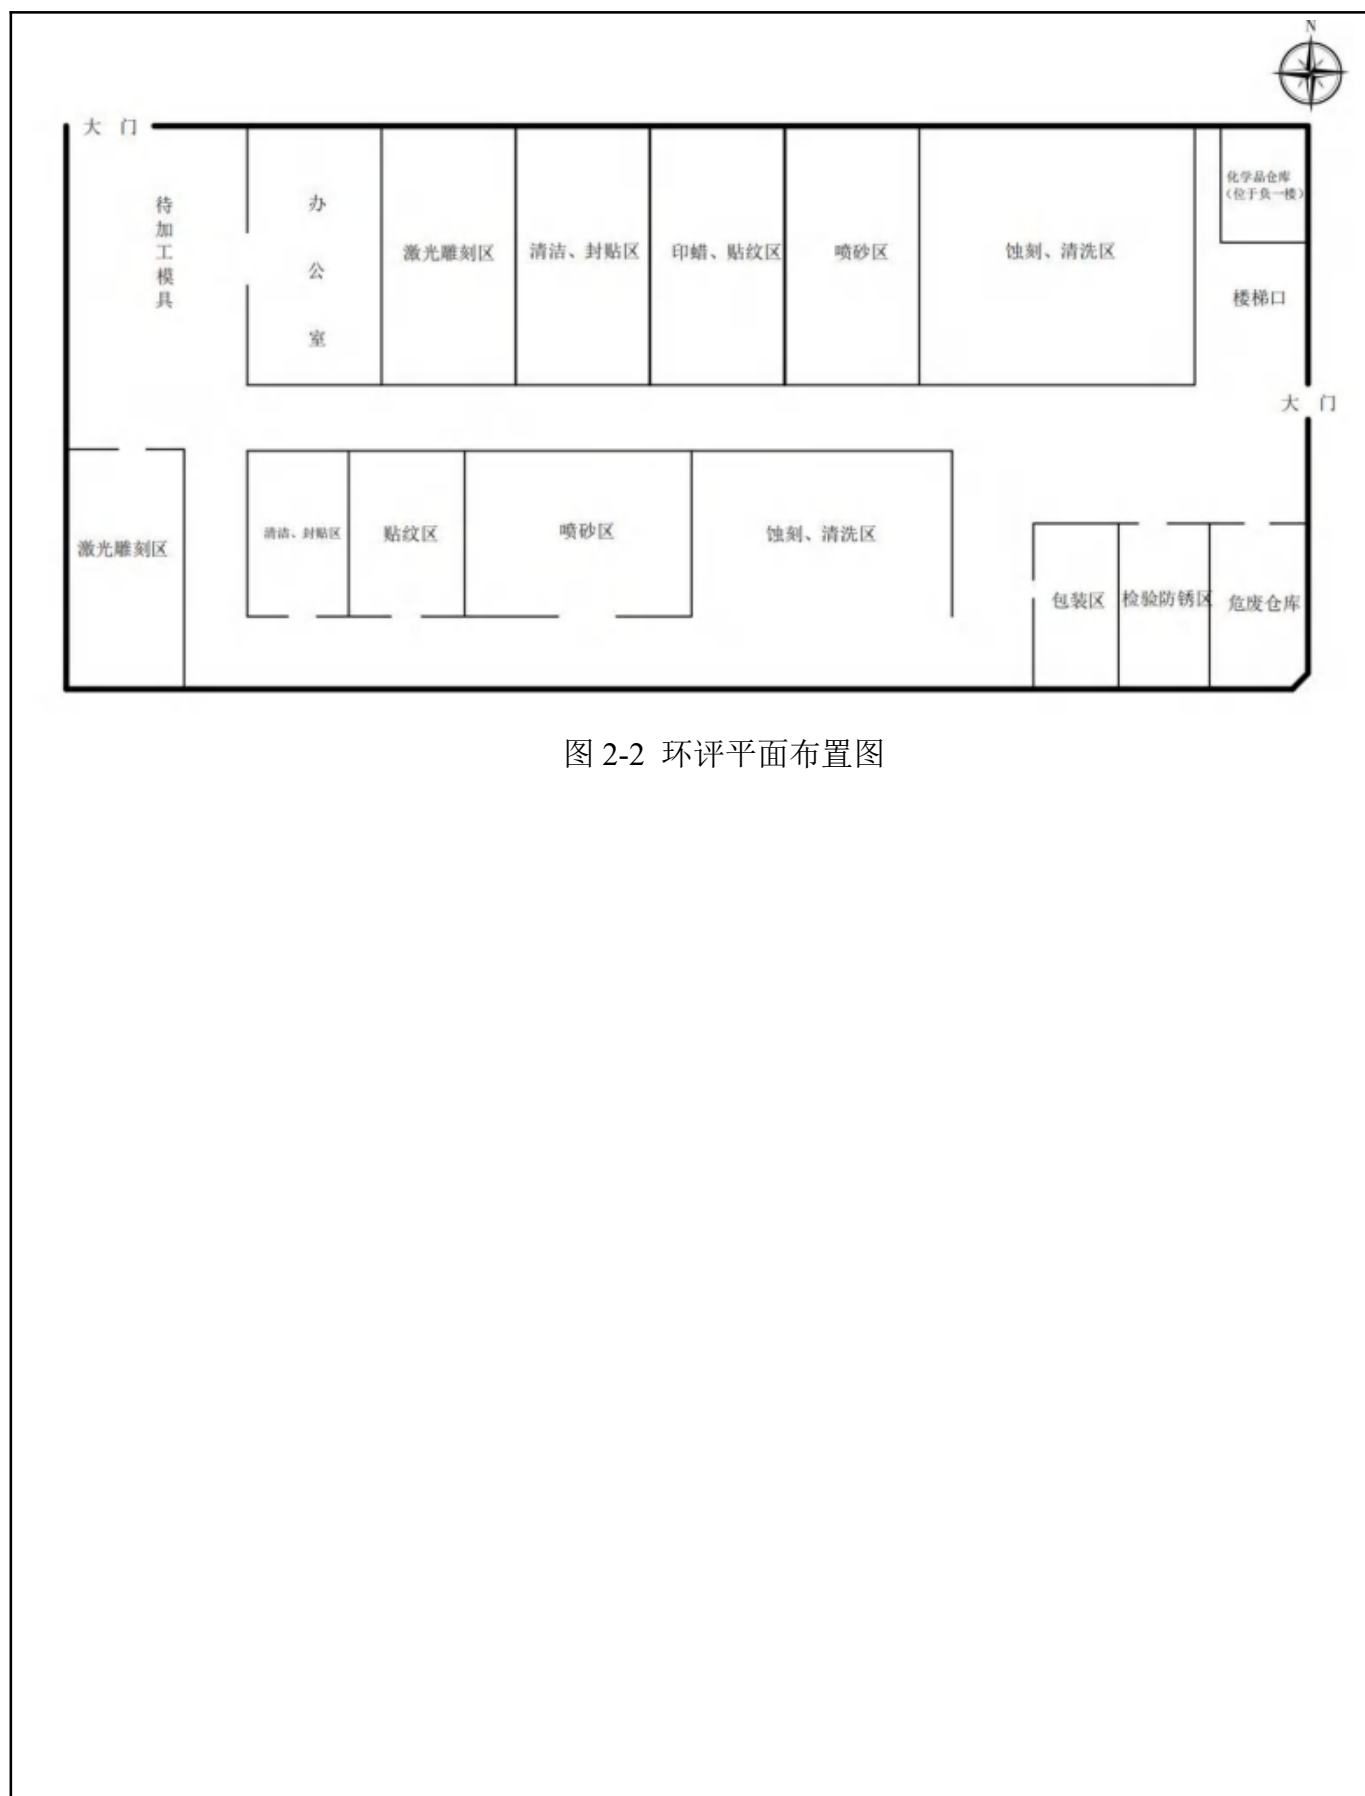 N
大 门
待加工模具
办公室
激光雕刻区
清洁、封贴区
印蜡、贴纹区
喷砂区
蚀刻、清洗区
化学品仓库
（位于负一楼）
楼梯口
大 门
激光雕刻区
清洁、封贴区
贴纹区
喷砂区
蚀刻、清洗区
包装区
检验防锈区
危废仓库
图 2-2 环评平面布置图